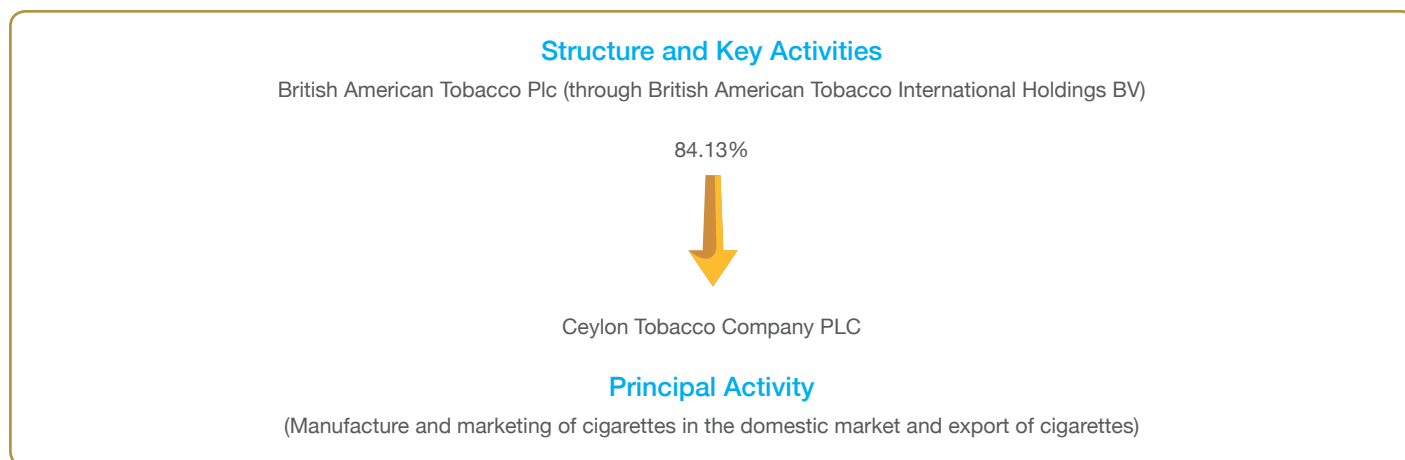 Structure and Key Activities
British American Tobacco Plc (through British American Tobacco International Holdings BV)
84.13%
Ceylon Tobacco Company PLC
Principal Activity
(Manufacture and marketing of cigarettes in the domestic market and export of cigarettes)